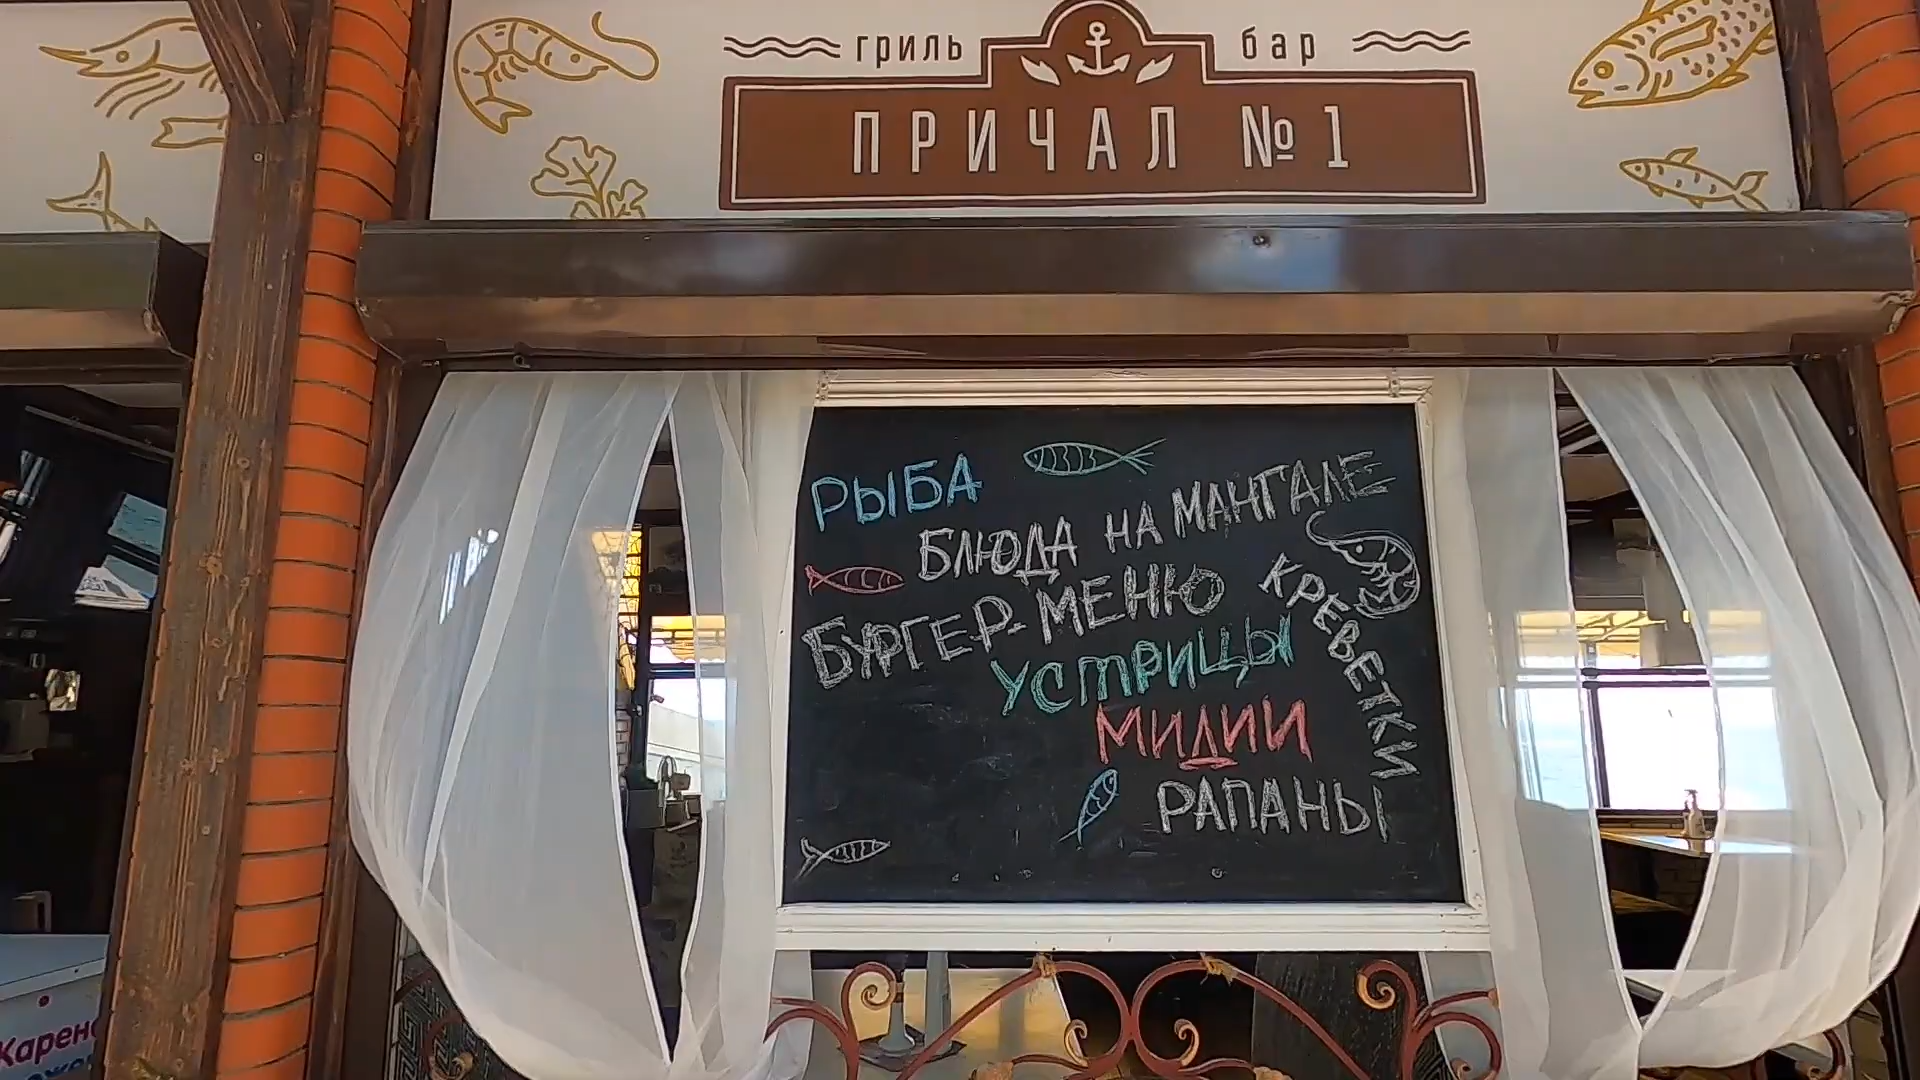 гриль бар
ПРИЧАЛ №1
РЫБА
БЛЮДА НА МАНГАЛЕ
БУРГЕР-МЕНЮ
КРЕВЕТКИ
УСТРИЦЫ
МИДИИ
РАПАНЫ